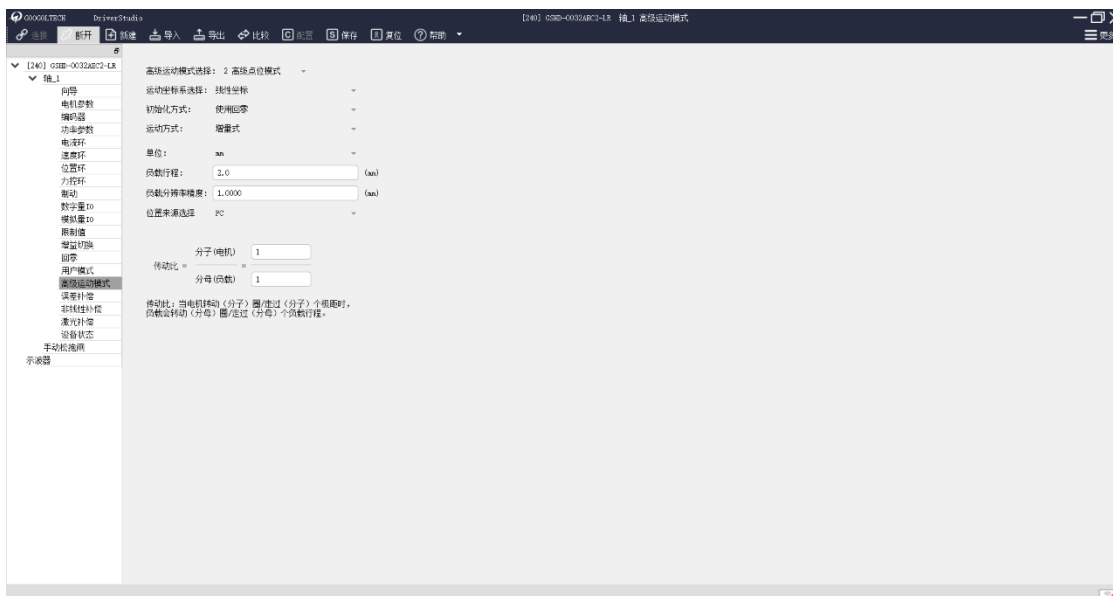 GOOGOLTECH DriverStudio [240] GSHD-0032AEC2-LR 轴_1 高级运动模式
连接 断开 新建 导入 导出 比较 C 配置 S 保存 R 复位 ? 帮助 更多
[240] GSHD-0032AEC2-LR
轴_1
向导
电机参数
编码器
功率参数
电流环
速度环
位置环
力控环
制动
数字量IO
模拟量IO
限制值
增益切换
回零
用户模式
高级运动模式
误差补偿
非线性补偿
激光补偿
设备状态
手动松抱闸
示波器
高级运动模式选择: 2 高级点位模式
运动坐标系选择: 线性坐标
初始化方式: 使用回零
运动方式: 增量式
单位: mm
负载行程: 2.0 (mm)
负载分辨率精度: 1.0000 (mm)
位置来源选择 PC
分子(电机) 1
传动比 = =
分母(负载) 1
传动比: 当电机转动（分子）圈/走过（分子）个极距时,
负载会转动（分母）圈/走过（分母）个负载行程。